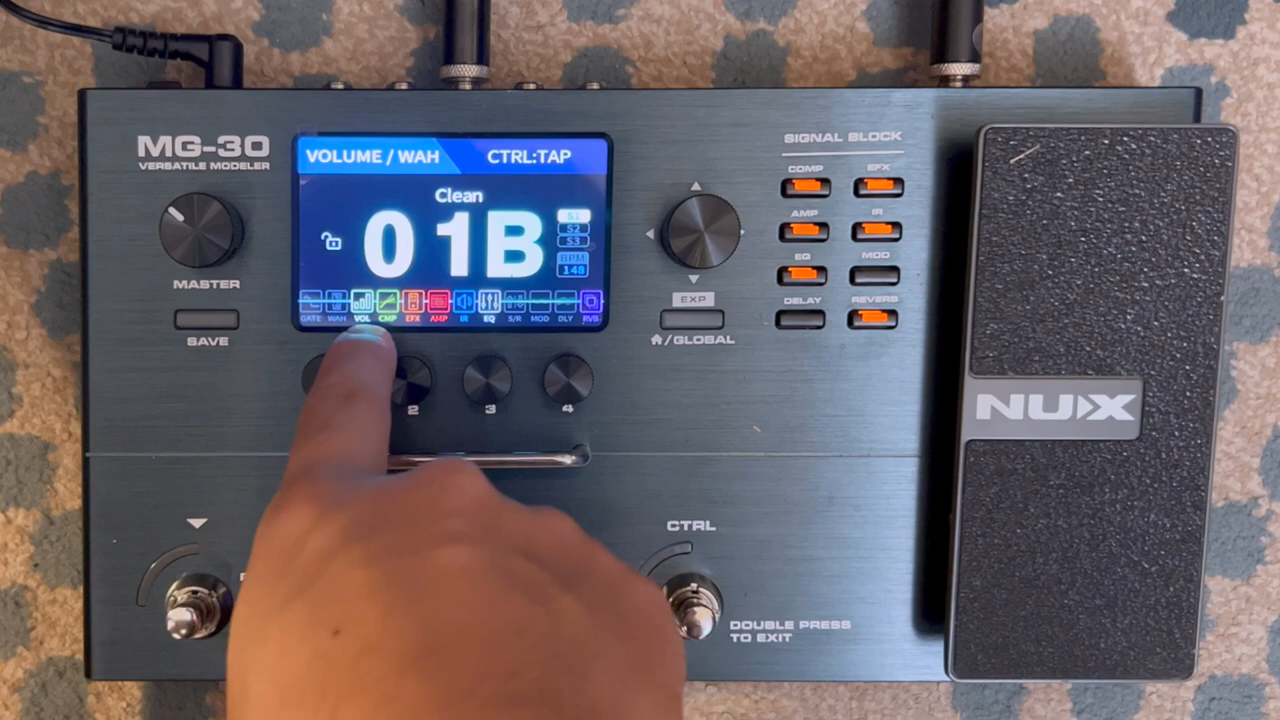 MG-30
VERSATILE MODELER
MASTER
SAVE
VOLUME / WAH
CTRL:TAP
Clean
01B
S1
S2
S3
BPM
148
GATE WAH VOL CMP EFX AMP IR EQ S/R MOD DLY RVB
2 3 4
EXP
/GLOBAL
SIGNAL BLOCK
COMP EFX
AMP IR
EQ MOD
DELAY REVERB
NUX
CTRL
DOUBLE PRESS
TO EXIT